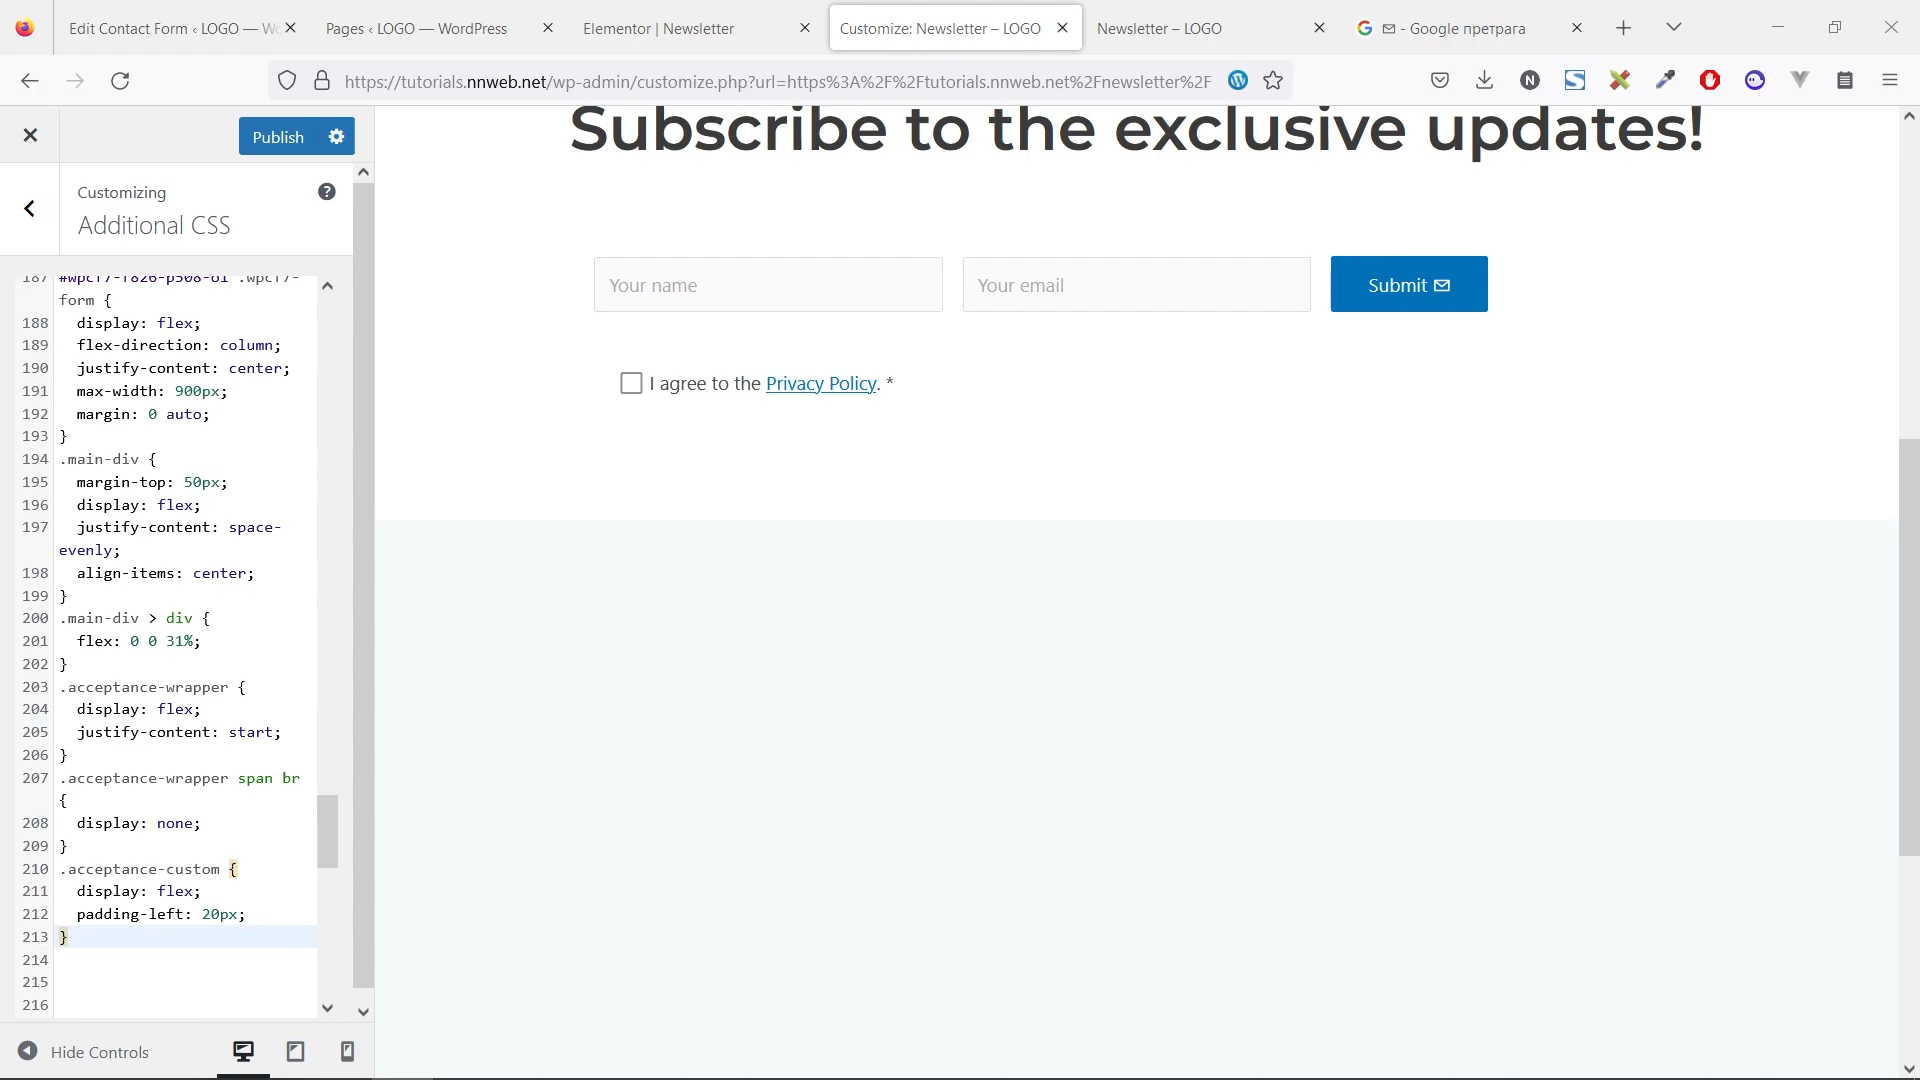 Edit Contact Form ‹ LOGO — Wo
Pages ‹ LOGO — WordPress
Elementor | Newsletter
Customize: Newsletter – LOGO
Newsletter – LOGO
- Google претрага
https://tutorials.nnweb.net/wp-admin/customize.php?url=https%3A%2F%2Ftutorials.nnweb.net%2Fnewsletter%2F
Publish
Customizing
Additional CSS
187 #wpcf7-f826-p508-o1 .wpcf7-
form {
188 display: flex;
189 flex-direction: column;
190 justify-content: center;
191 max-width: 900px;
192 margin: 0 auto;
193 }
194 .main-div {
195 margin-top: 50px;
196 display: flex;
197 justify-content: space-
evenly;
198 align-items: center;
199 }
200 .main-div > div {
201 flex: 0 0 31%;
202 }
203 .acceptance-wrapper {
204 display: flex;
205 justify-content: start;
206 }
207 .acceptance-wrapper span br
{
208 display: none;
209 }
210 .acceptance-custom {
211 display: flex;
212 padding-left: 20px;
213 }
214
215
216
Hide Controls
Subscribe to the exclusive updates!
Your name
Your email
Submit
I agree to the Privacy Policy. *